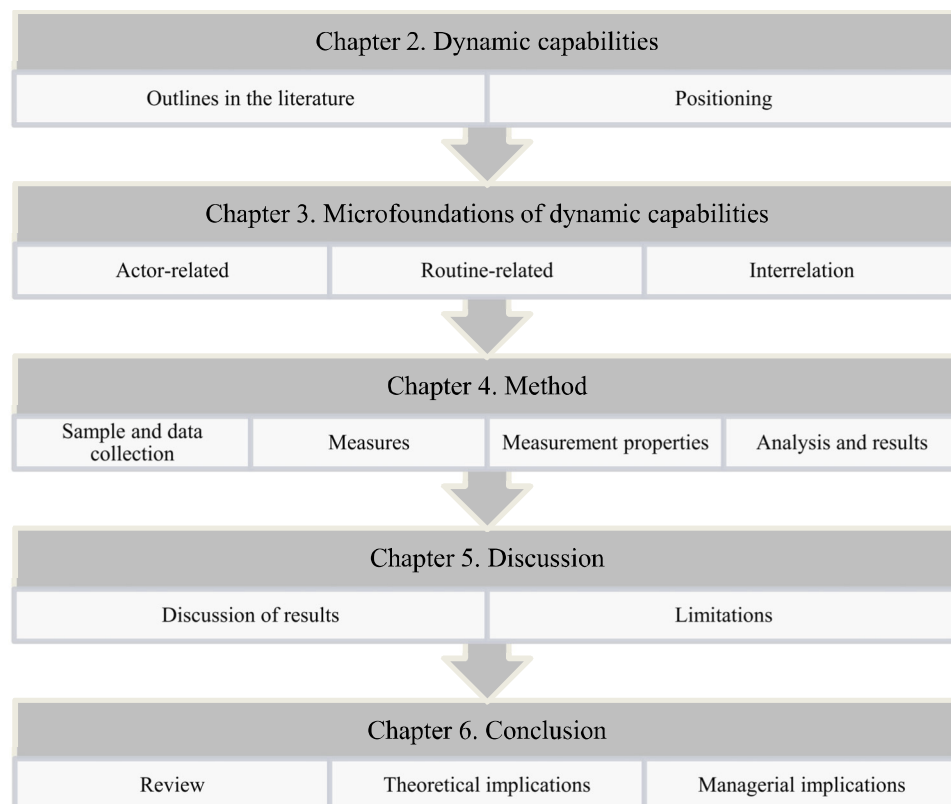 Chapter 2. Dynamic capabilities
Outlines in the literature
Positioning
Chapter 3. Microfoundations of dynamic capabilities
Actor-related
Routine-related
Interrelation
Chapter 4. Method
Sample and data
collection
Measures
Measurement properties
Analysis and results
Chapter 5. Discussion
Discussion of results
Limitations
Chapter 6. Conclusion
Review
Theoretical implications
Managerial implications